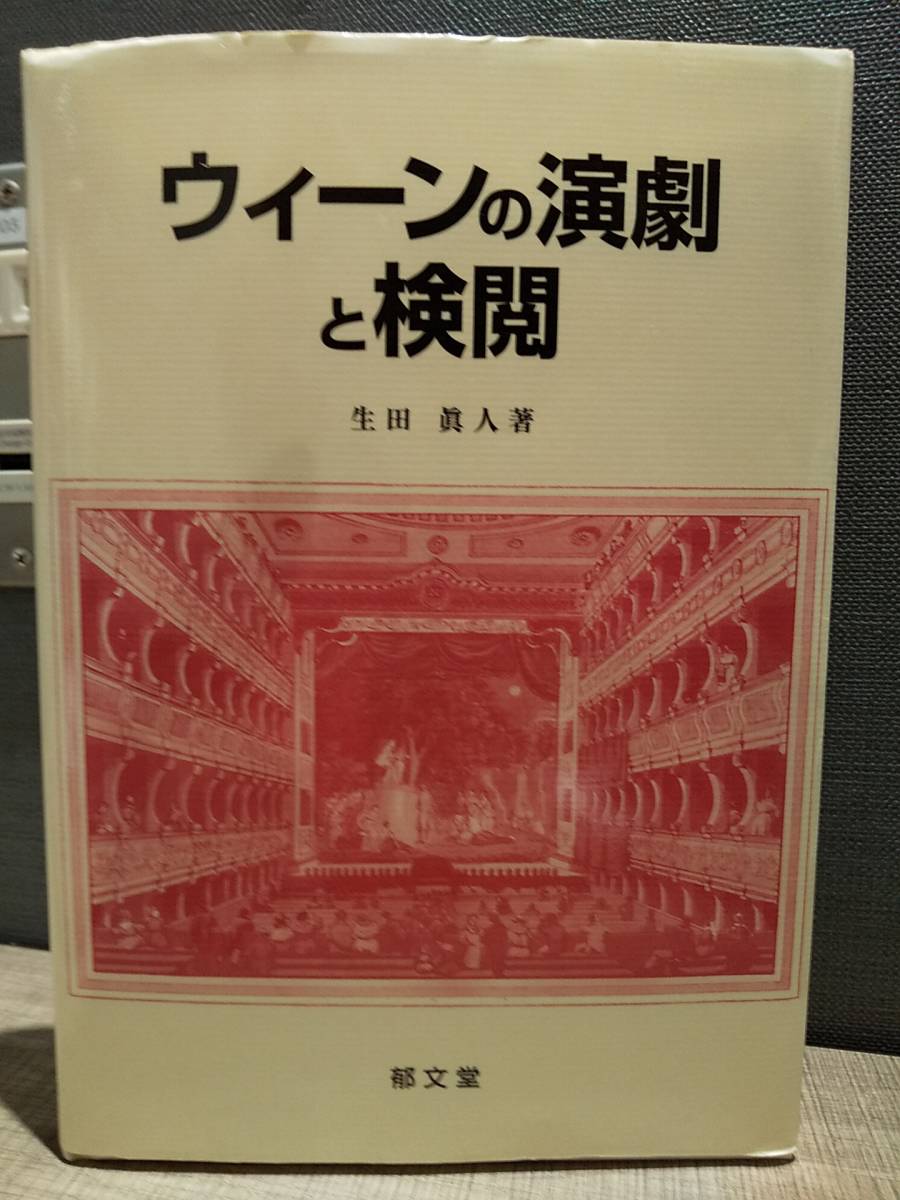 ウィーンの演劇
と検閲
生田 眞人著
郁文堂